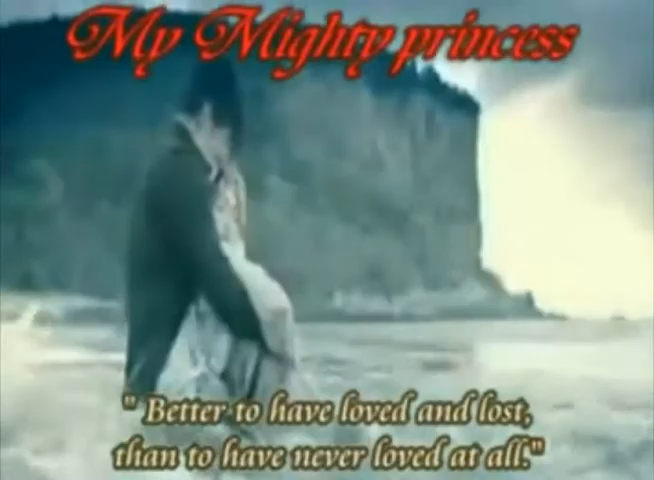 My Mighty princess
" Better to have loved and lost,
than to have never loved at all."